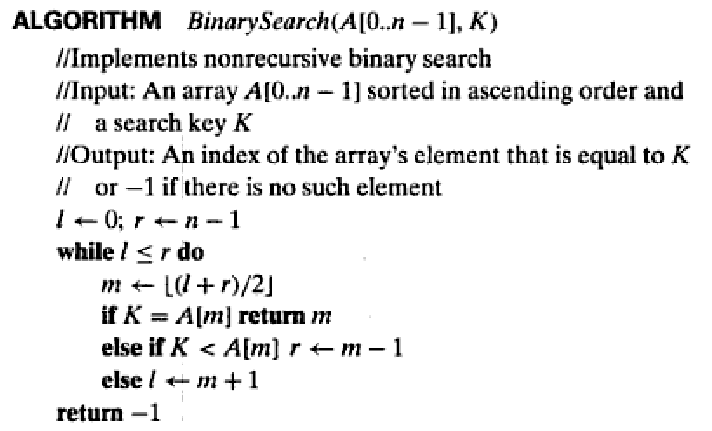 ALGORITHM BinarySearch(A[0..n − 1], K)
//Implements nonrecursive binary search
//Input: An array A[0..n − 1] sorted in ascending order and
// a search key K
//Output: An index of the array's element that is equal to K
// or −1 if there is no such element
l ← 0; r ← n − 1
while l ≤ r do
m ← ⌊(l + r)/2⌋
if K = A[m] return m
else if K < A[m] r ← m − 1
else l ← m + 1
return −1